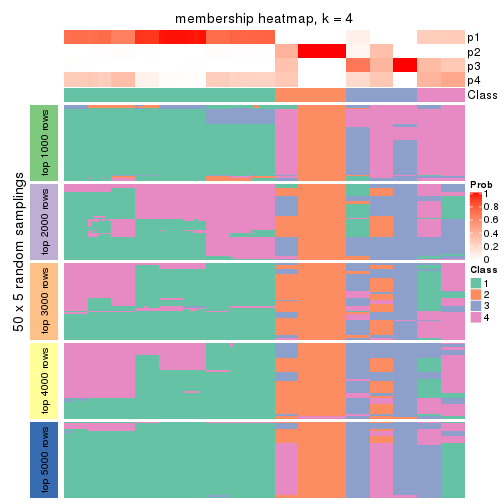 membership heatmap, k = 4
p1
p2
p3
p4
Class
50 x 5 random samplings
top 1000 rows
top 2000 rows
top 3000 rows
top 4000 rows
top 5000 rows
Prob
1
0.8
0.6
0.4
0.2
0
Class
1
2
3
4